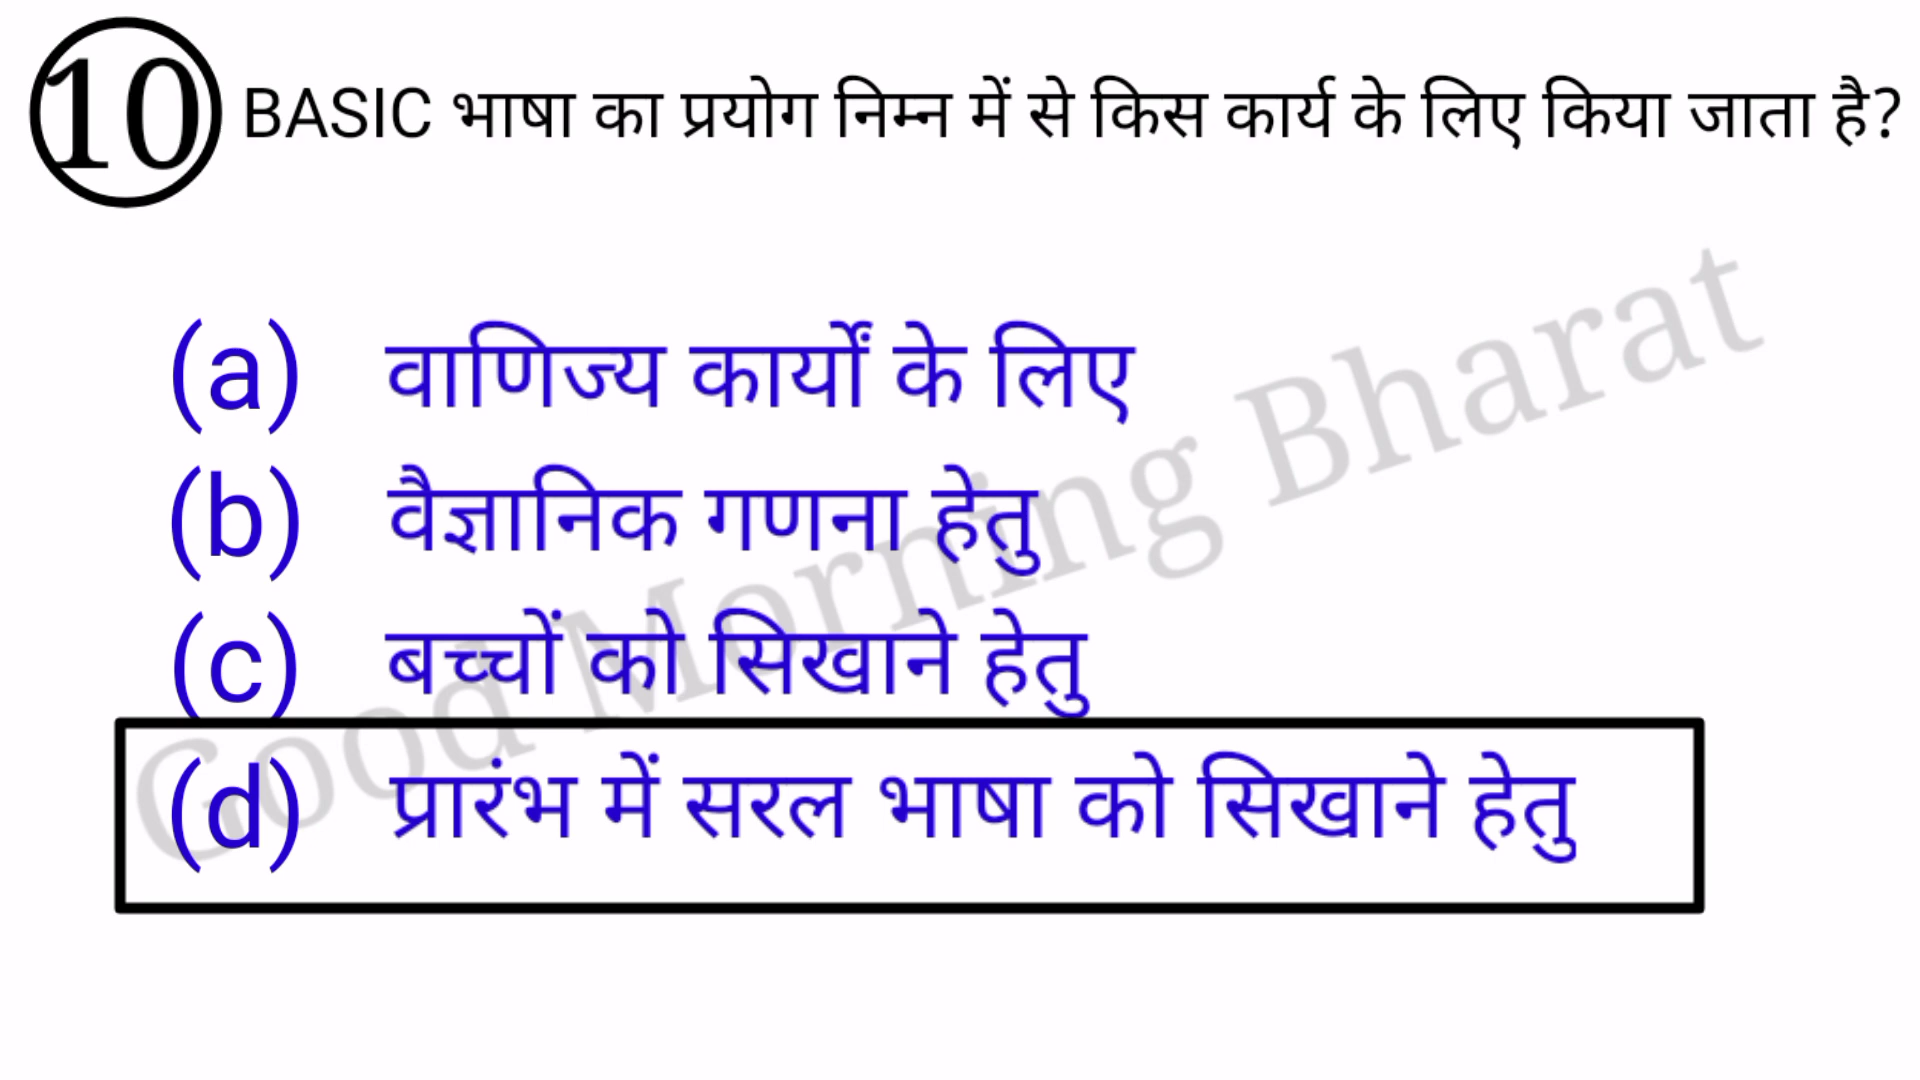 10 BASIC भाषा का प्रयोग निम्न में से किस कार्य के लिए किया जाता है?
(a) वाणिज्य कार्यों के लिए
(b) वैज्ञानिक गणना हेतु
(c) बच्चों को सिखाने हेतु
(d) प्रारंभ में सरल भाषा को सिखाने हेतु
Good Morning Bharat